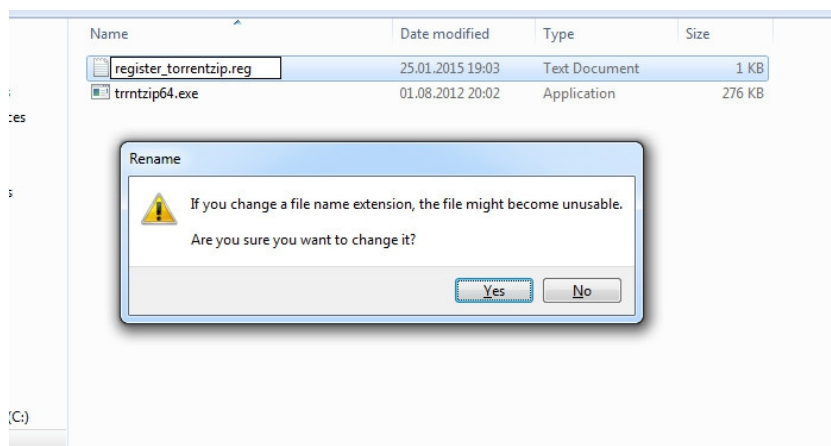 Name Date modified Type Size
register_torrentzip.reg 25.01.2015 19:03 Text Document 1 KB
trrntzip64.exe 01.08.2012 20:02 Application 276 KB
ces
s
Rename
If you change a file name extension, the file might become unusable.
Are you sure you want to change it?
Yes No
(C:)